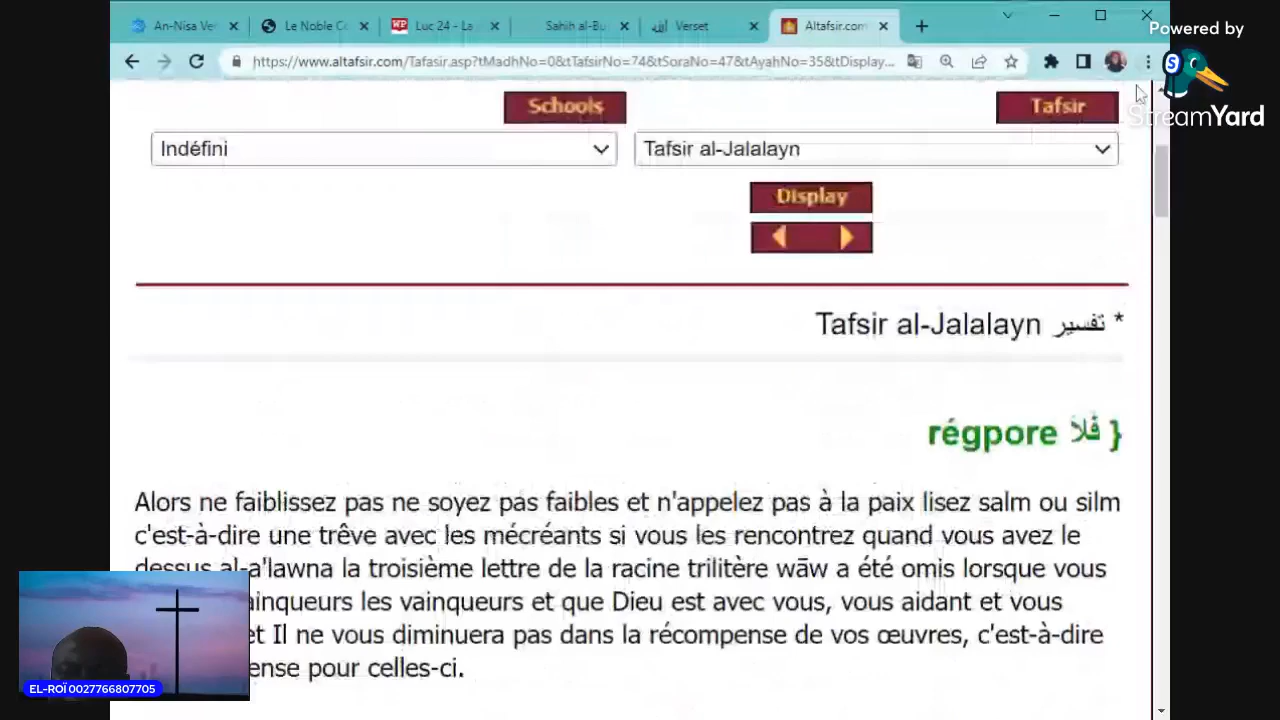 An-Nisa Ve
Le Noble C
Luc 24 - La
Sahih al-Bu
Verset
Altafsir.com
Powered by
https://www.altafsir.com/Tafasir.asp?tMadhNo=0&tTafsirNo=74&tSoraNo=47&tAyahNo=35&tDisplay...
StreamYard
Schools
Tafsir
Indéfini
Tafsir al-Jalalayn
Display
* تفسير Tafsir al-Jalalayn
{ فَلاَ régpore
Alors ne faiblissez pas ne soyez pas faibles et n'appelez pas à la paix lisez salm ou silm
c'est-à-dire une trêve avec les mécréants si vous les rencontrez quand vous avez le
dessus al-a'lawna la troisième lettre de la racine trilitère wāw a été omis lorsque vous
ainqueurs les vainqueurs et que Dieu est avec vous, vous aidant et vous
et Il ne vous diminuera pas dans la récompense de vos œuvres, c'est-à-dire
ense pour celles-ci.
EL-ROÏ 0027766807705